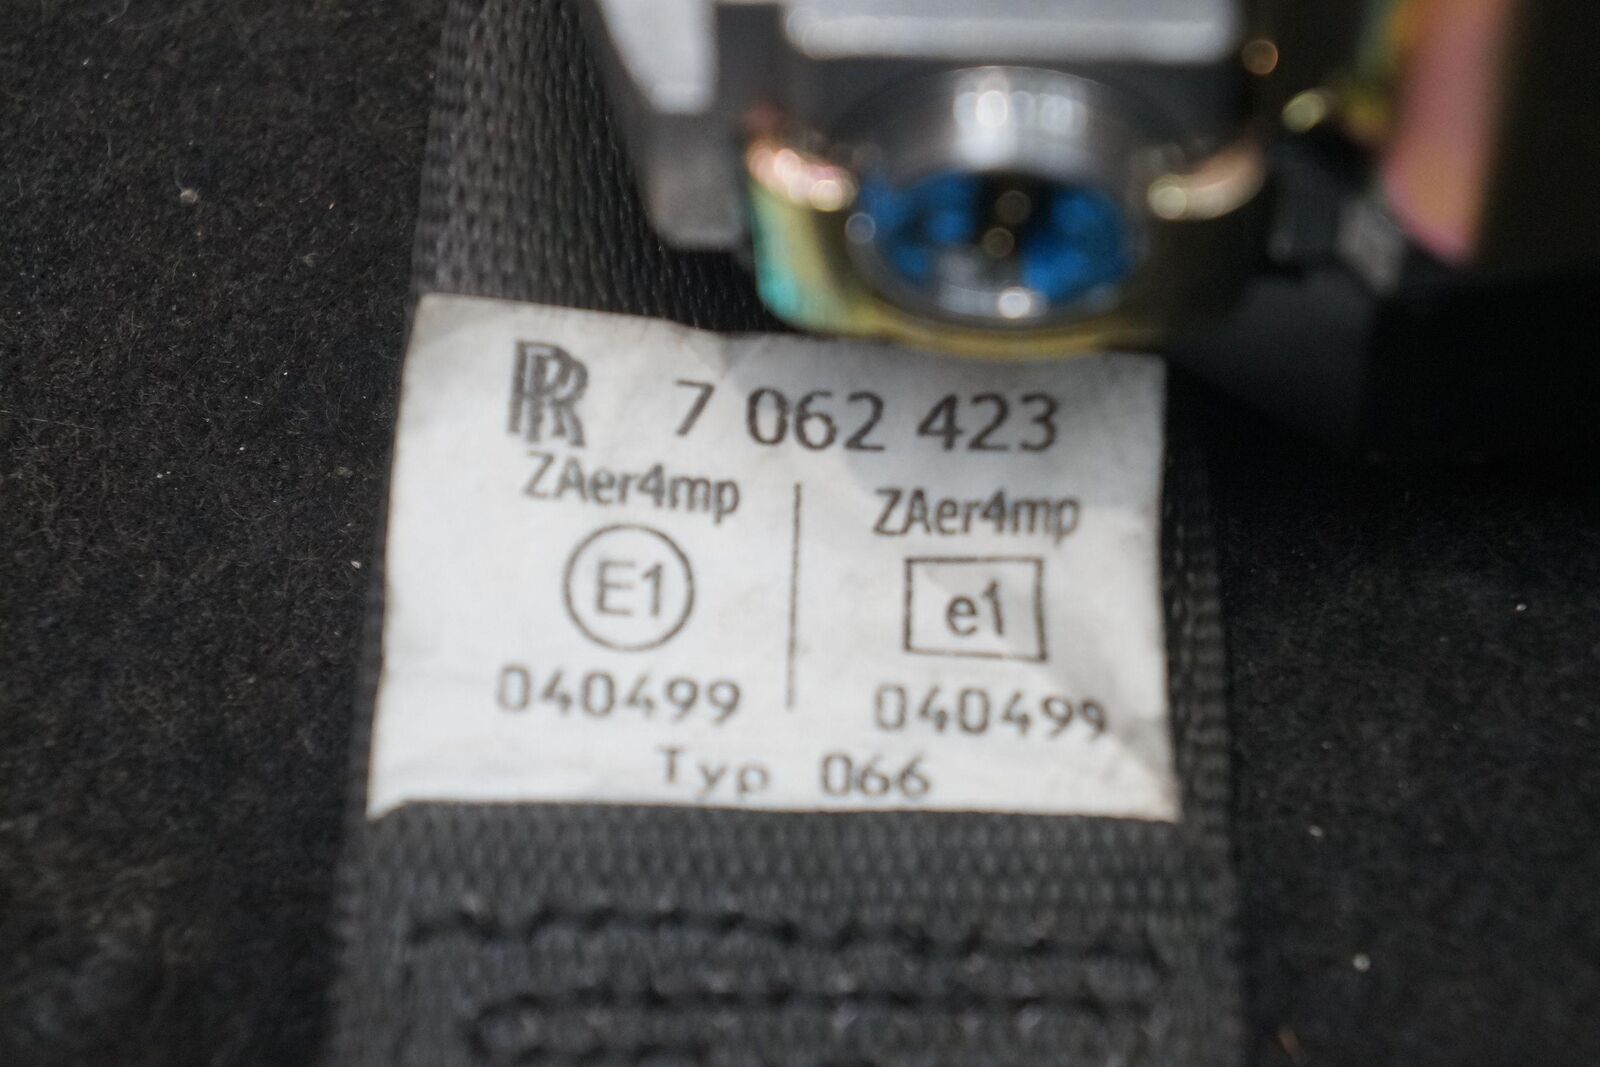 RR 7 062 423
ZAer4mp ZAer4mp
E1 e1
040499 040499
Typ 066